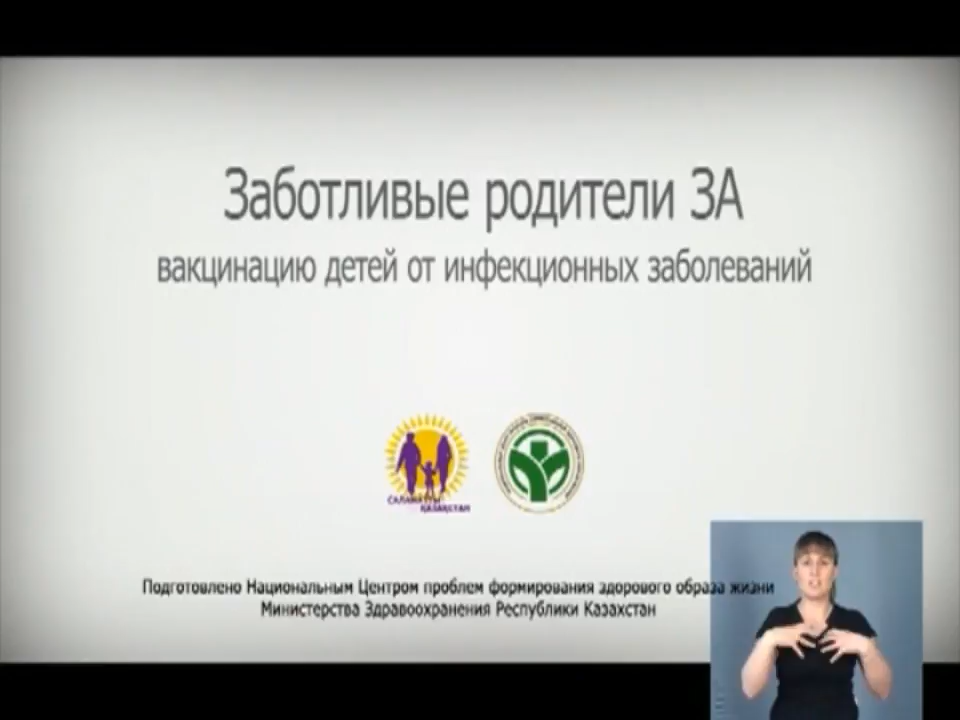 Заботливые родители ЗА
вакцинацию детей от инфекционных заболеваний
САЛАМАТТЫ
ҚАЗАҚСТАН
Подготовлено Национальным Центром проблем формирования здорового образа жизни
Министерства Здравоохранения Республики Казахстан